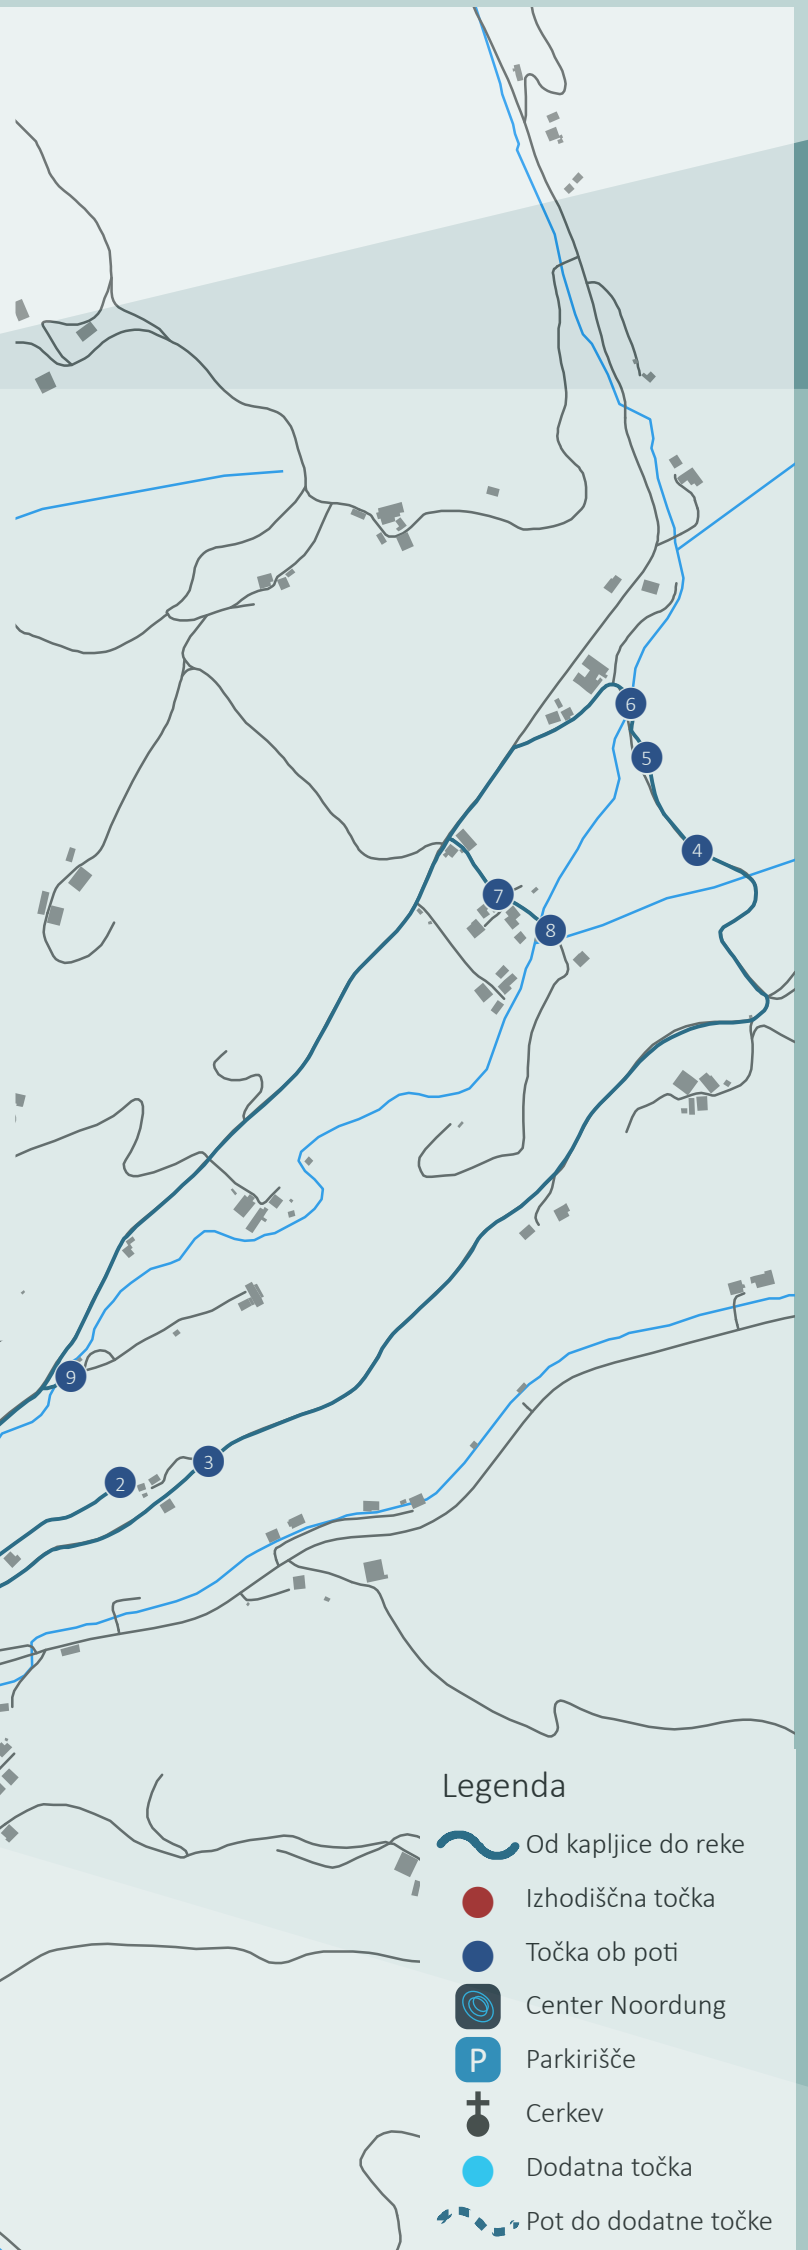 6
5
4
7
8
9
3
2
Legenda
Od kapljice do reke
Izhodiščna točka
Točka ob poti
Center Noordung
P Parkirišče
Cerkev
Dodatna točka
Pot do dodatne točke